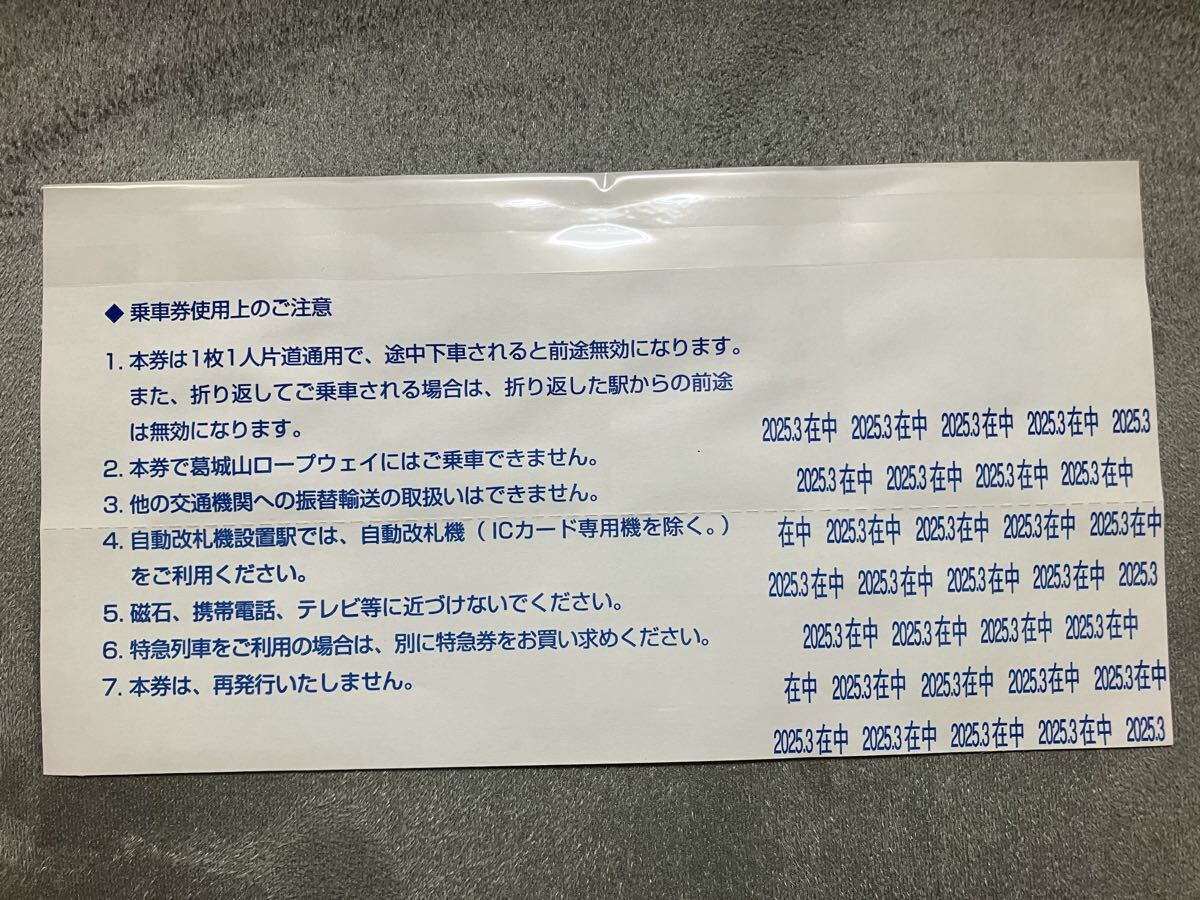 ◆ 乗車券使用上のご注意
1. 本券は1枚1人片道通用で、途中下車されると前途無効になります。
また、折り返してご乗車される場合は、折り返した駅からの前途
は無効になります。
2. 本券で葛城山ロープウェイにはご乗車できません。
3. 他の交通機関への振替輸送の取扱いはできません。
4. 自動改札機設置駅では、自動改札機（ICカード専用機を除く。）
をご利用ください。
5. 磁石、携帯電話、テレビ等に近づけないでください。
6. 特急列車をご利用の場合は、別に特急券をお買い求めください。
7. 本券は、再発行いたしません。
2025.3在中 2025.3在中 2025.3在中 2025.3在中 2025.3
2025.3在中 2025.3在中 2025.3在中 2025.3在中
在中 2025.3在中 2025.3在中 2025.3在中 2025.3在中
2025.3在中 2025.3在中 2025.3在中 2025.3在中 2025.3
2025.3在中 2025.3在中 2025.3在中 2025.3在中
在中 2025.3在中 2025.3在中 2025.3在中 2025.3在中
2025.3在中 2025.3在中 2025.3在中 2025.3在中 2025.3